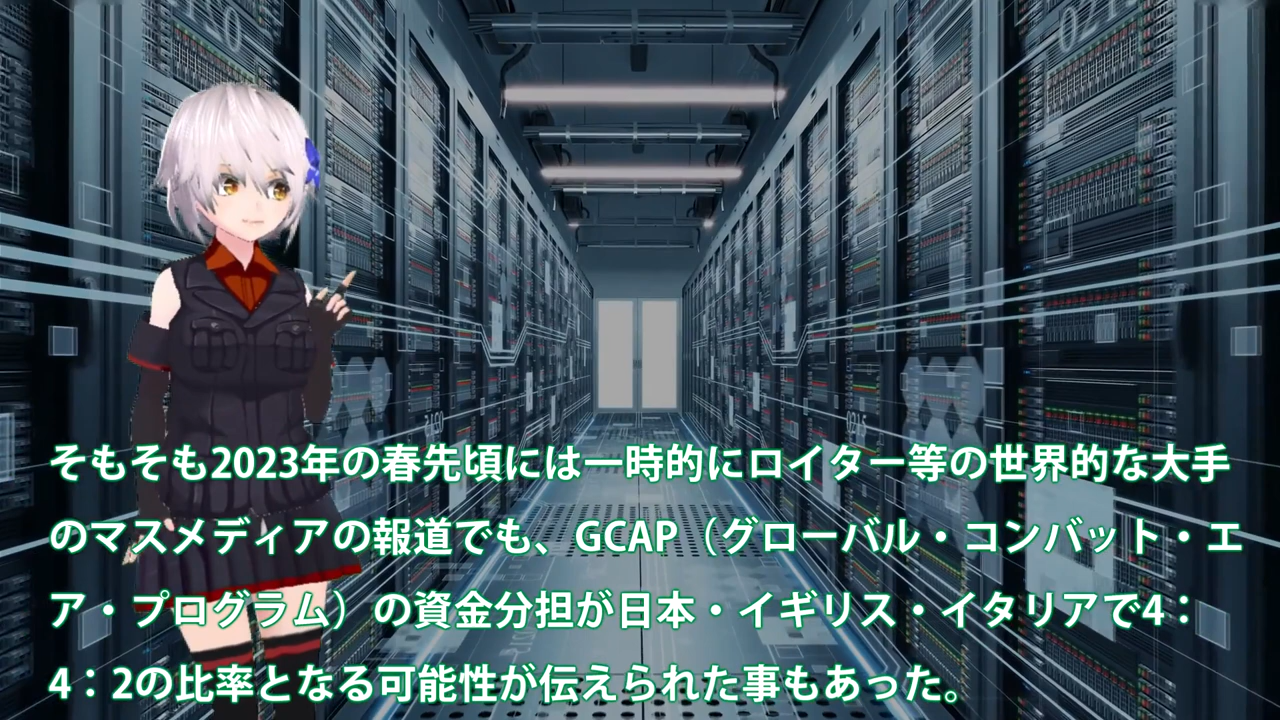 そもそも2023年の春先頃には一時的にロイター等の世界的な大手
のマスメディアの報道でも、GCAP（グローバル・コンバット・エ
ア・プログラム）の資金分担が日本・イギリス・イタリアで4：
4：2の比率となる可能性が伝えられた事もあった。